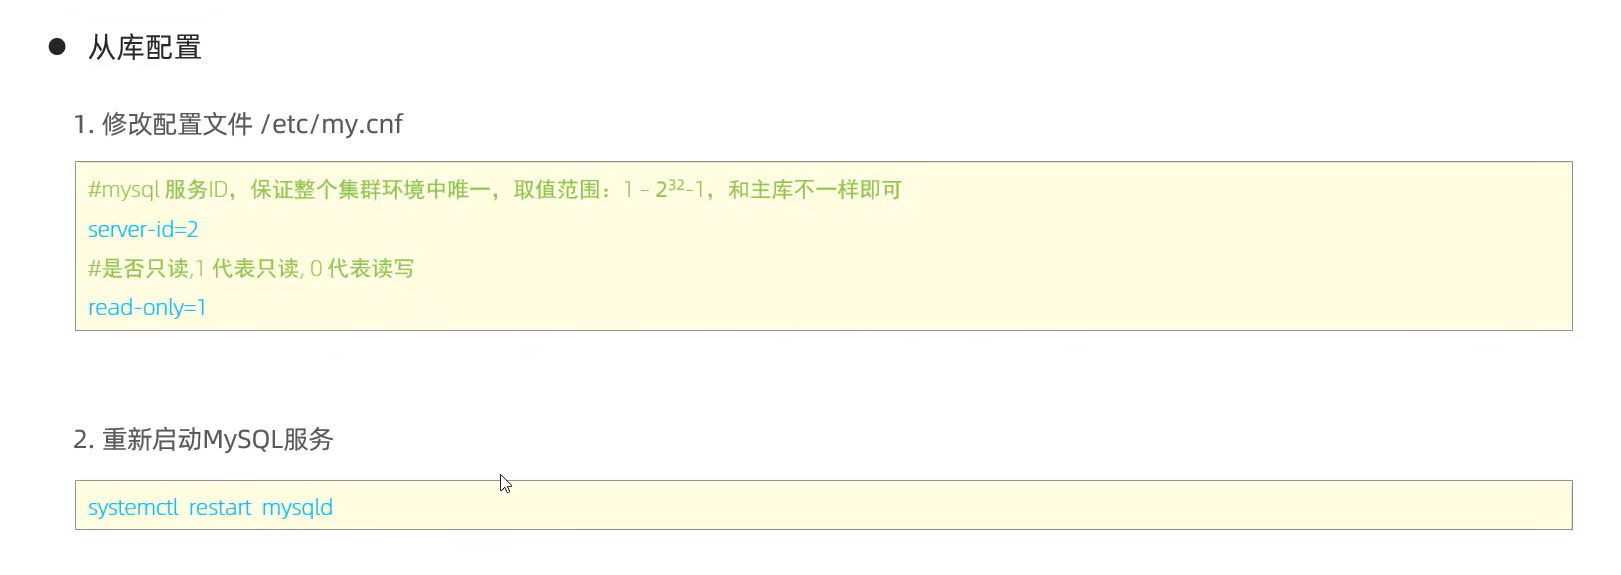 ● 从库配置
1. 修改配置文件 /etc/my.cnf
#mysql 服务ID，保证整个集群环境中唯一，取值范围：1 – 2³²-1，和主库不一样即可
server-id=2
#是否只读,1 代表只读, 0 代表读写
read-only=1
2. 重新启动MySQL服务
systemctl restart mysqld